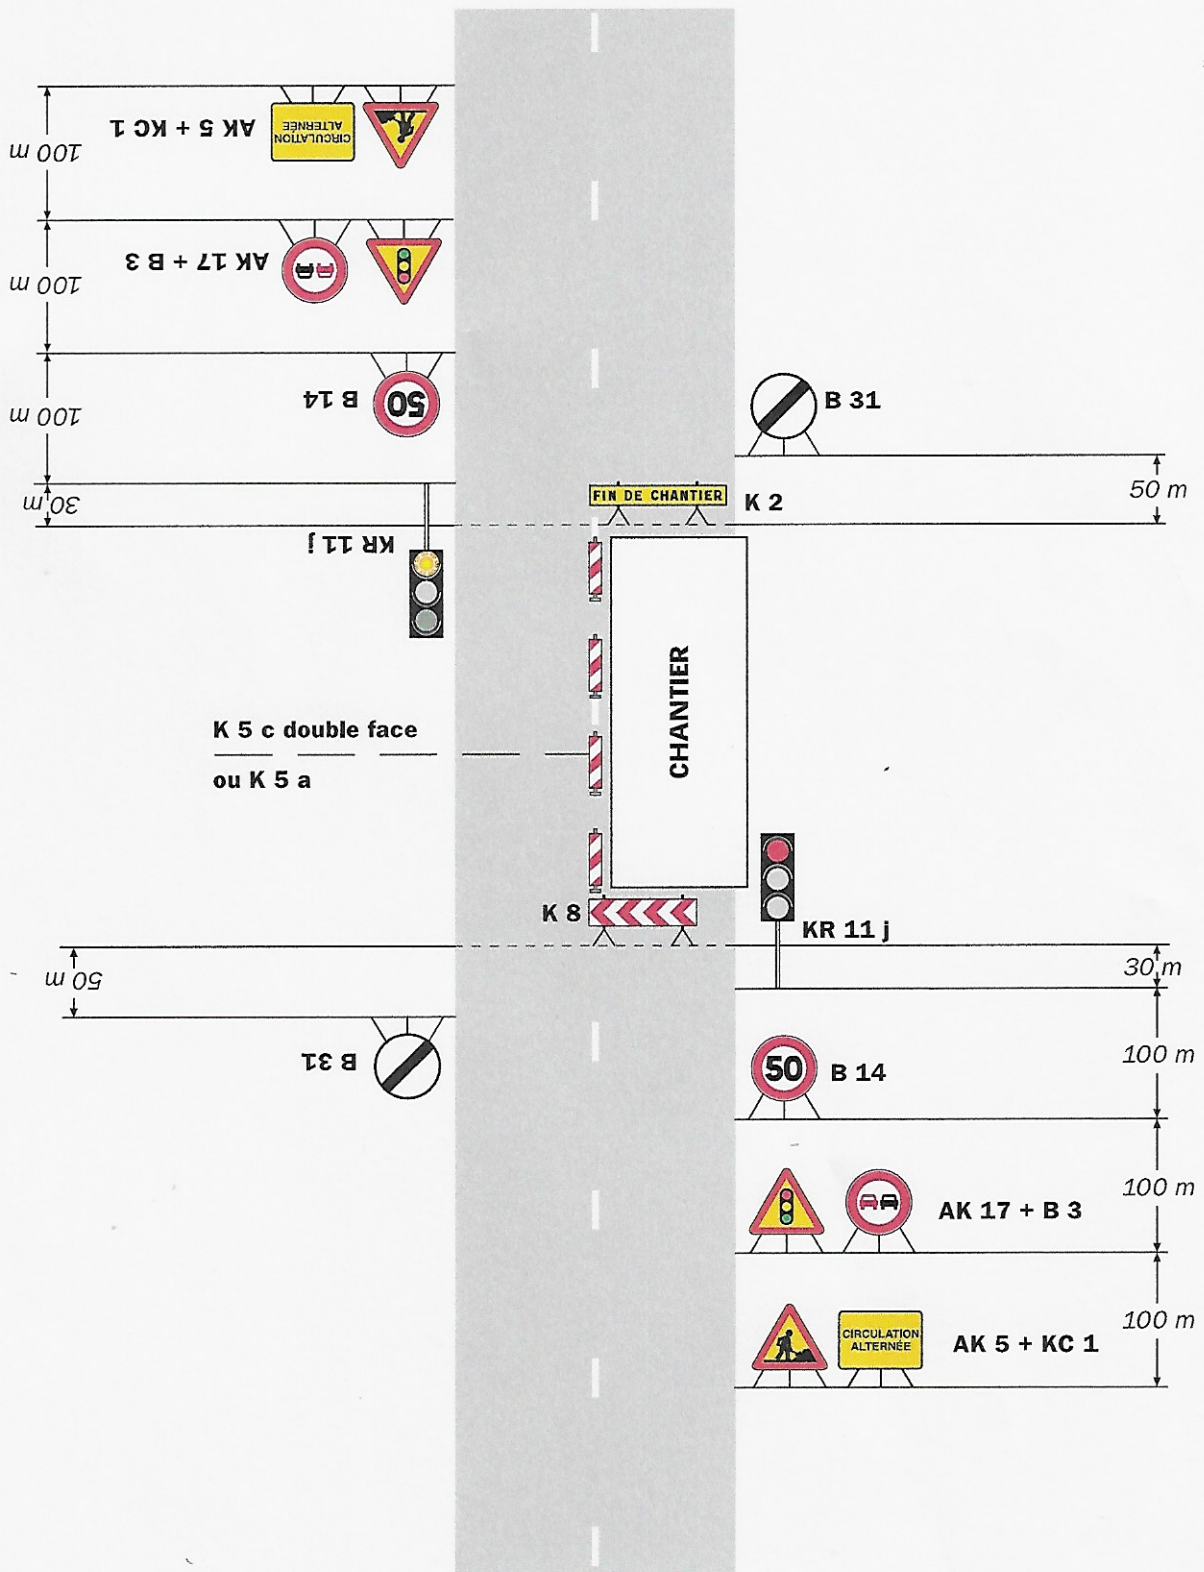 AK 5 + KC 1
CIRCULATION
ALTERNÉE
100 m
AK 17 + B 3
100 m
B 14
50
100 m
B 31
30 m
FIN DE CHANTIER
K 2
50 m
KR 11 j
CHANTIER
K 5 c double face
ou K 5 a
K 8
KR 11 j
50 m
30 m
B 31
50
B 14
100 m
AK 17 + B 3
100 m
CIRCULATION
ALTERNÉE
AK 5 + KC 1
100 m